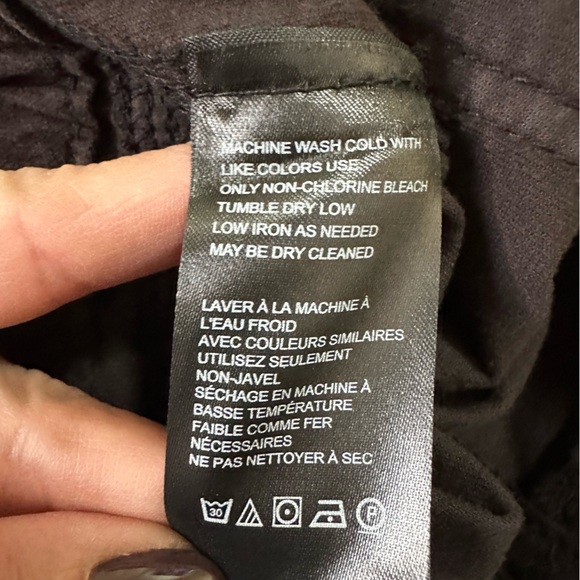 MACHINE WASH COLD WITH
LIKE COLORS USE
ONLY NON-CHLORINE BLEACH
TUMBLE DRY LOW
LOW IRON AS NEEDED
MAY BE DRY CLEANED
LAVER À LA MACHINE À
L'EAU FROID
AVEC COULEURS SIMILAIRES
UTILISEZ SEULEMENT
NON-JAVEL
SÉCHAGE EN MACHINE À
BASSE TEMPÉRATURE
FAIBLE COMME FER
NÉCESSAIRES
NE PAS NETTOYER À SEC
30 P